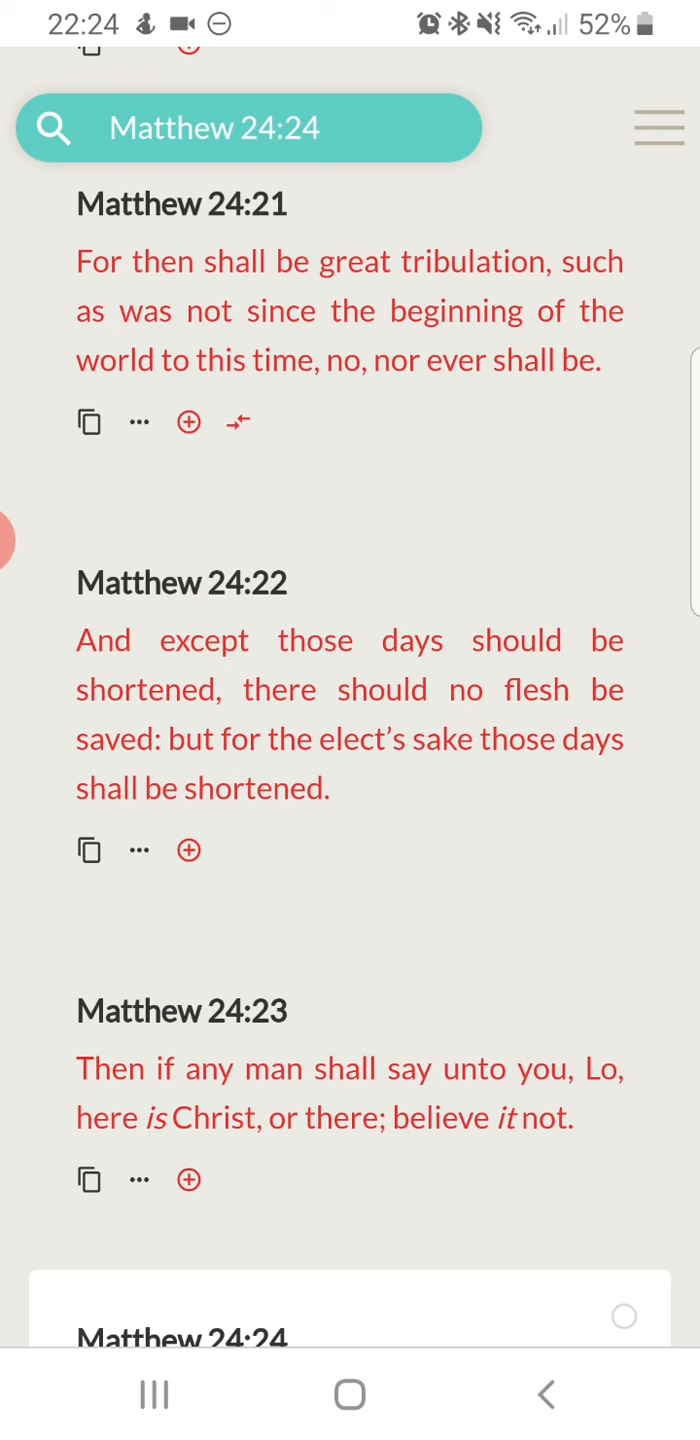 22:24 52%
Matthew 24:24
Matthew 24:21
For then shall be great tribulation, such
as was not since the beginning of the
world to this time, no, nor ever shall be.
Matthew 24:22
And except those days should be
shortened, there should no flesh be
saved: but for the elect’s sake those days
shall be shortened.
Matthew 24:23
Then if any man shall say unto you, Lo,
here is Christ, or there; believe it not.
Matthew 24:24